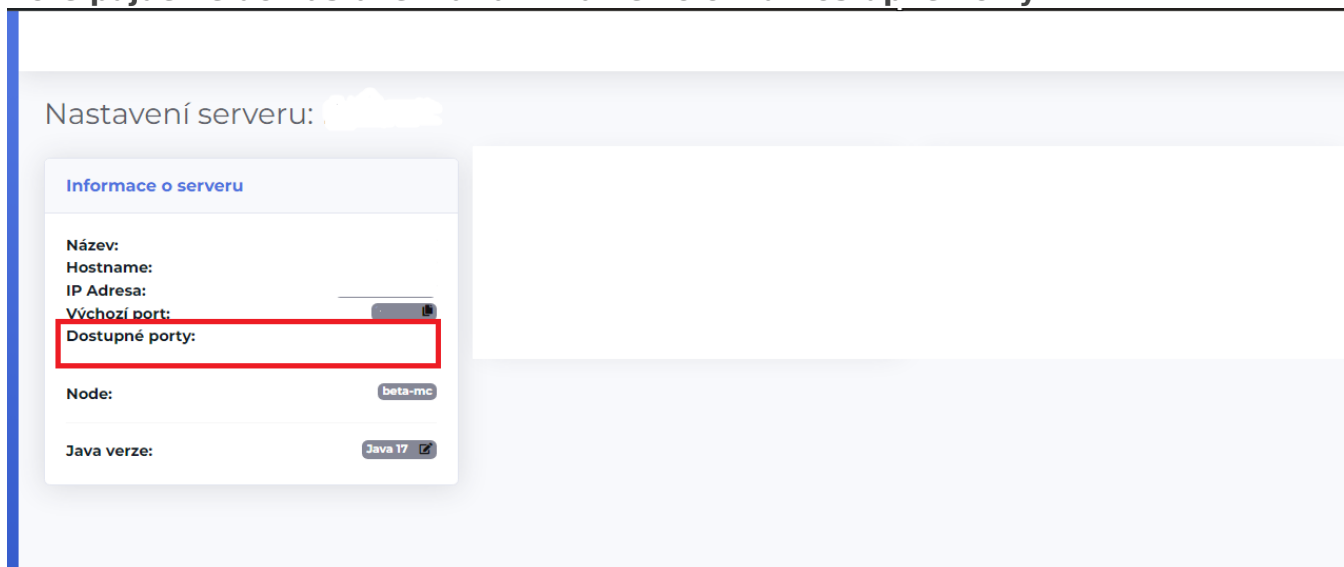 Nastavení serveru:
Informace o serveru
Název:
Hostname:
IP Adresa:
Výchozí port:
Dostupné porty:
Node: beta-mc
Java verze: Java 17